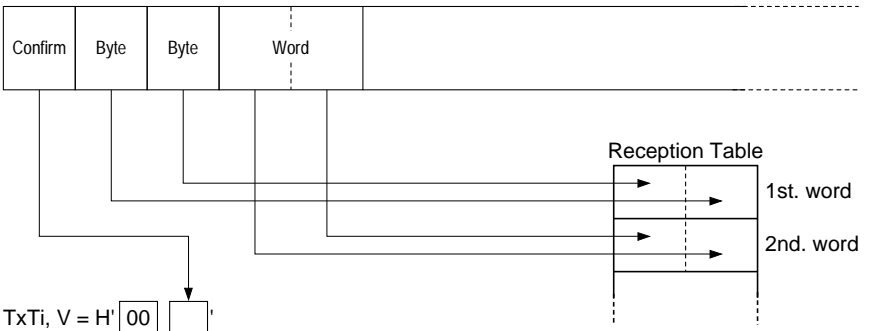 Confirm Byte Byte Word
Reception Table
1st. word
2nd. word
TxTi, V = H' 00 '